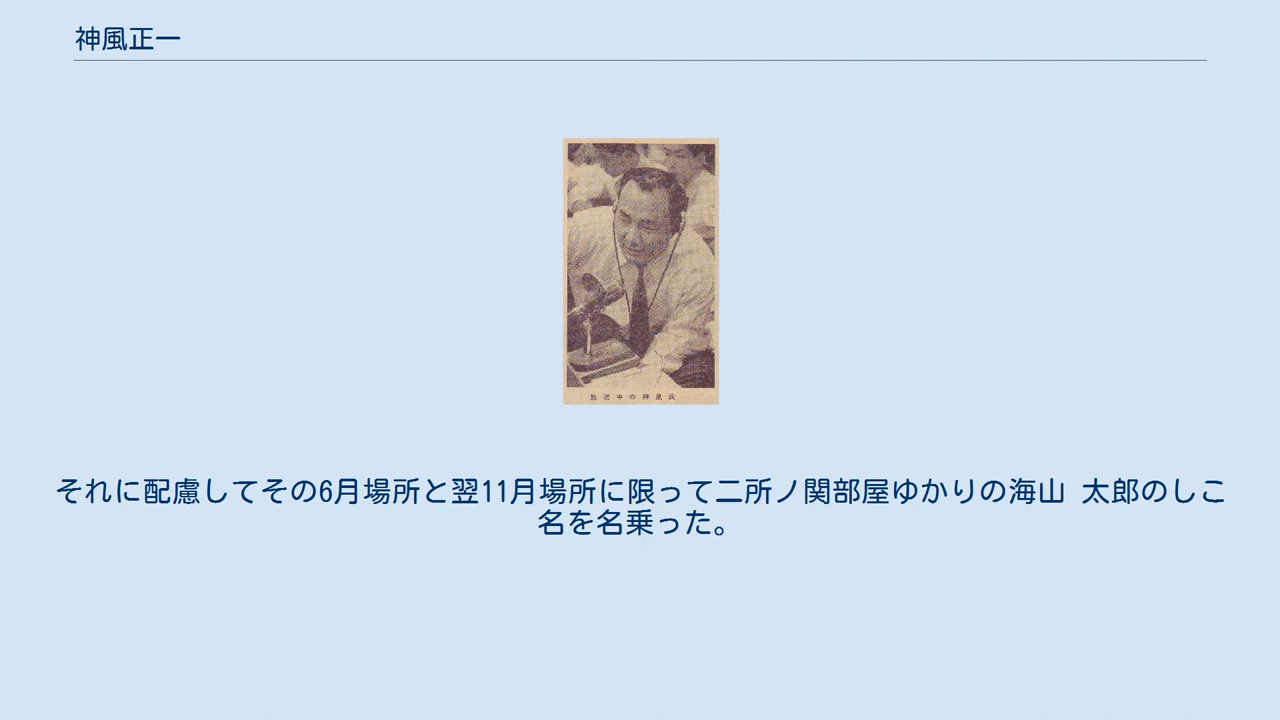 神風正一
放送中の神風氏
それに配慮してその6月場所と翌11月場所に限って二所ノ関部屋ゆかりの海山 太郎のしこ
名を名乗った。